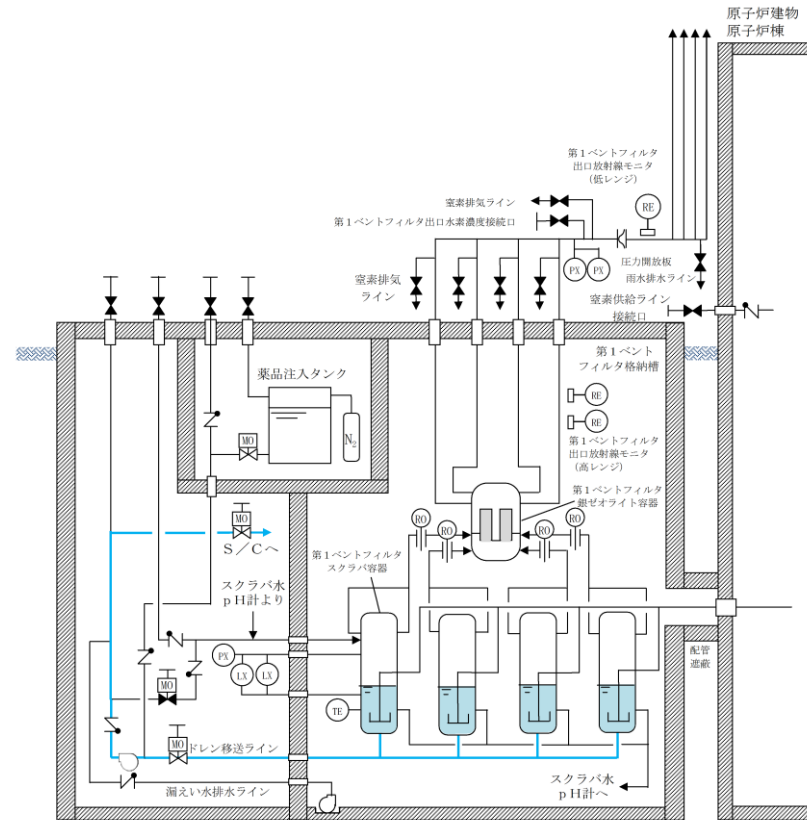 原子炉建物
原子炉棟
第１ベントフィルタ
出口放射線モニタ
（低レンジ）
窒素排気ライン
RE
第１ベントフィルタ出口水素濃度接続口
圧力開放板
雨水排水ライン
PX
PX
窒素排気
ライン
窒素供給ライン
接続口
第１ベント
フィルタ格納槽
薬品注入タンク
RE
RE
MO
N2
第１ベントフィルタ
出口放射線モニタ
（高レンジ）
第１ベントフィルタ
銀ゼオライト容器
MO
RO
RO
RO
RO
S／Cへ
第１ベントフィルタ
スクラバ容器
スクラバ水
ｐH計より
PX
LX
LX
配管
遮蔽
MO
TE
MO
ドレン移送ライン
漏えい水排水ライン
スクラバ水
ｐH計へ